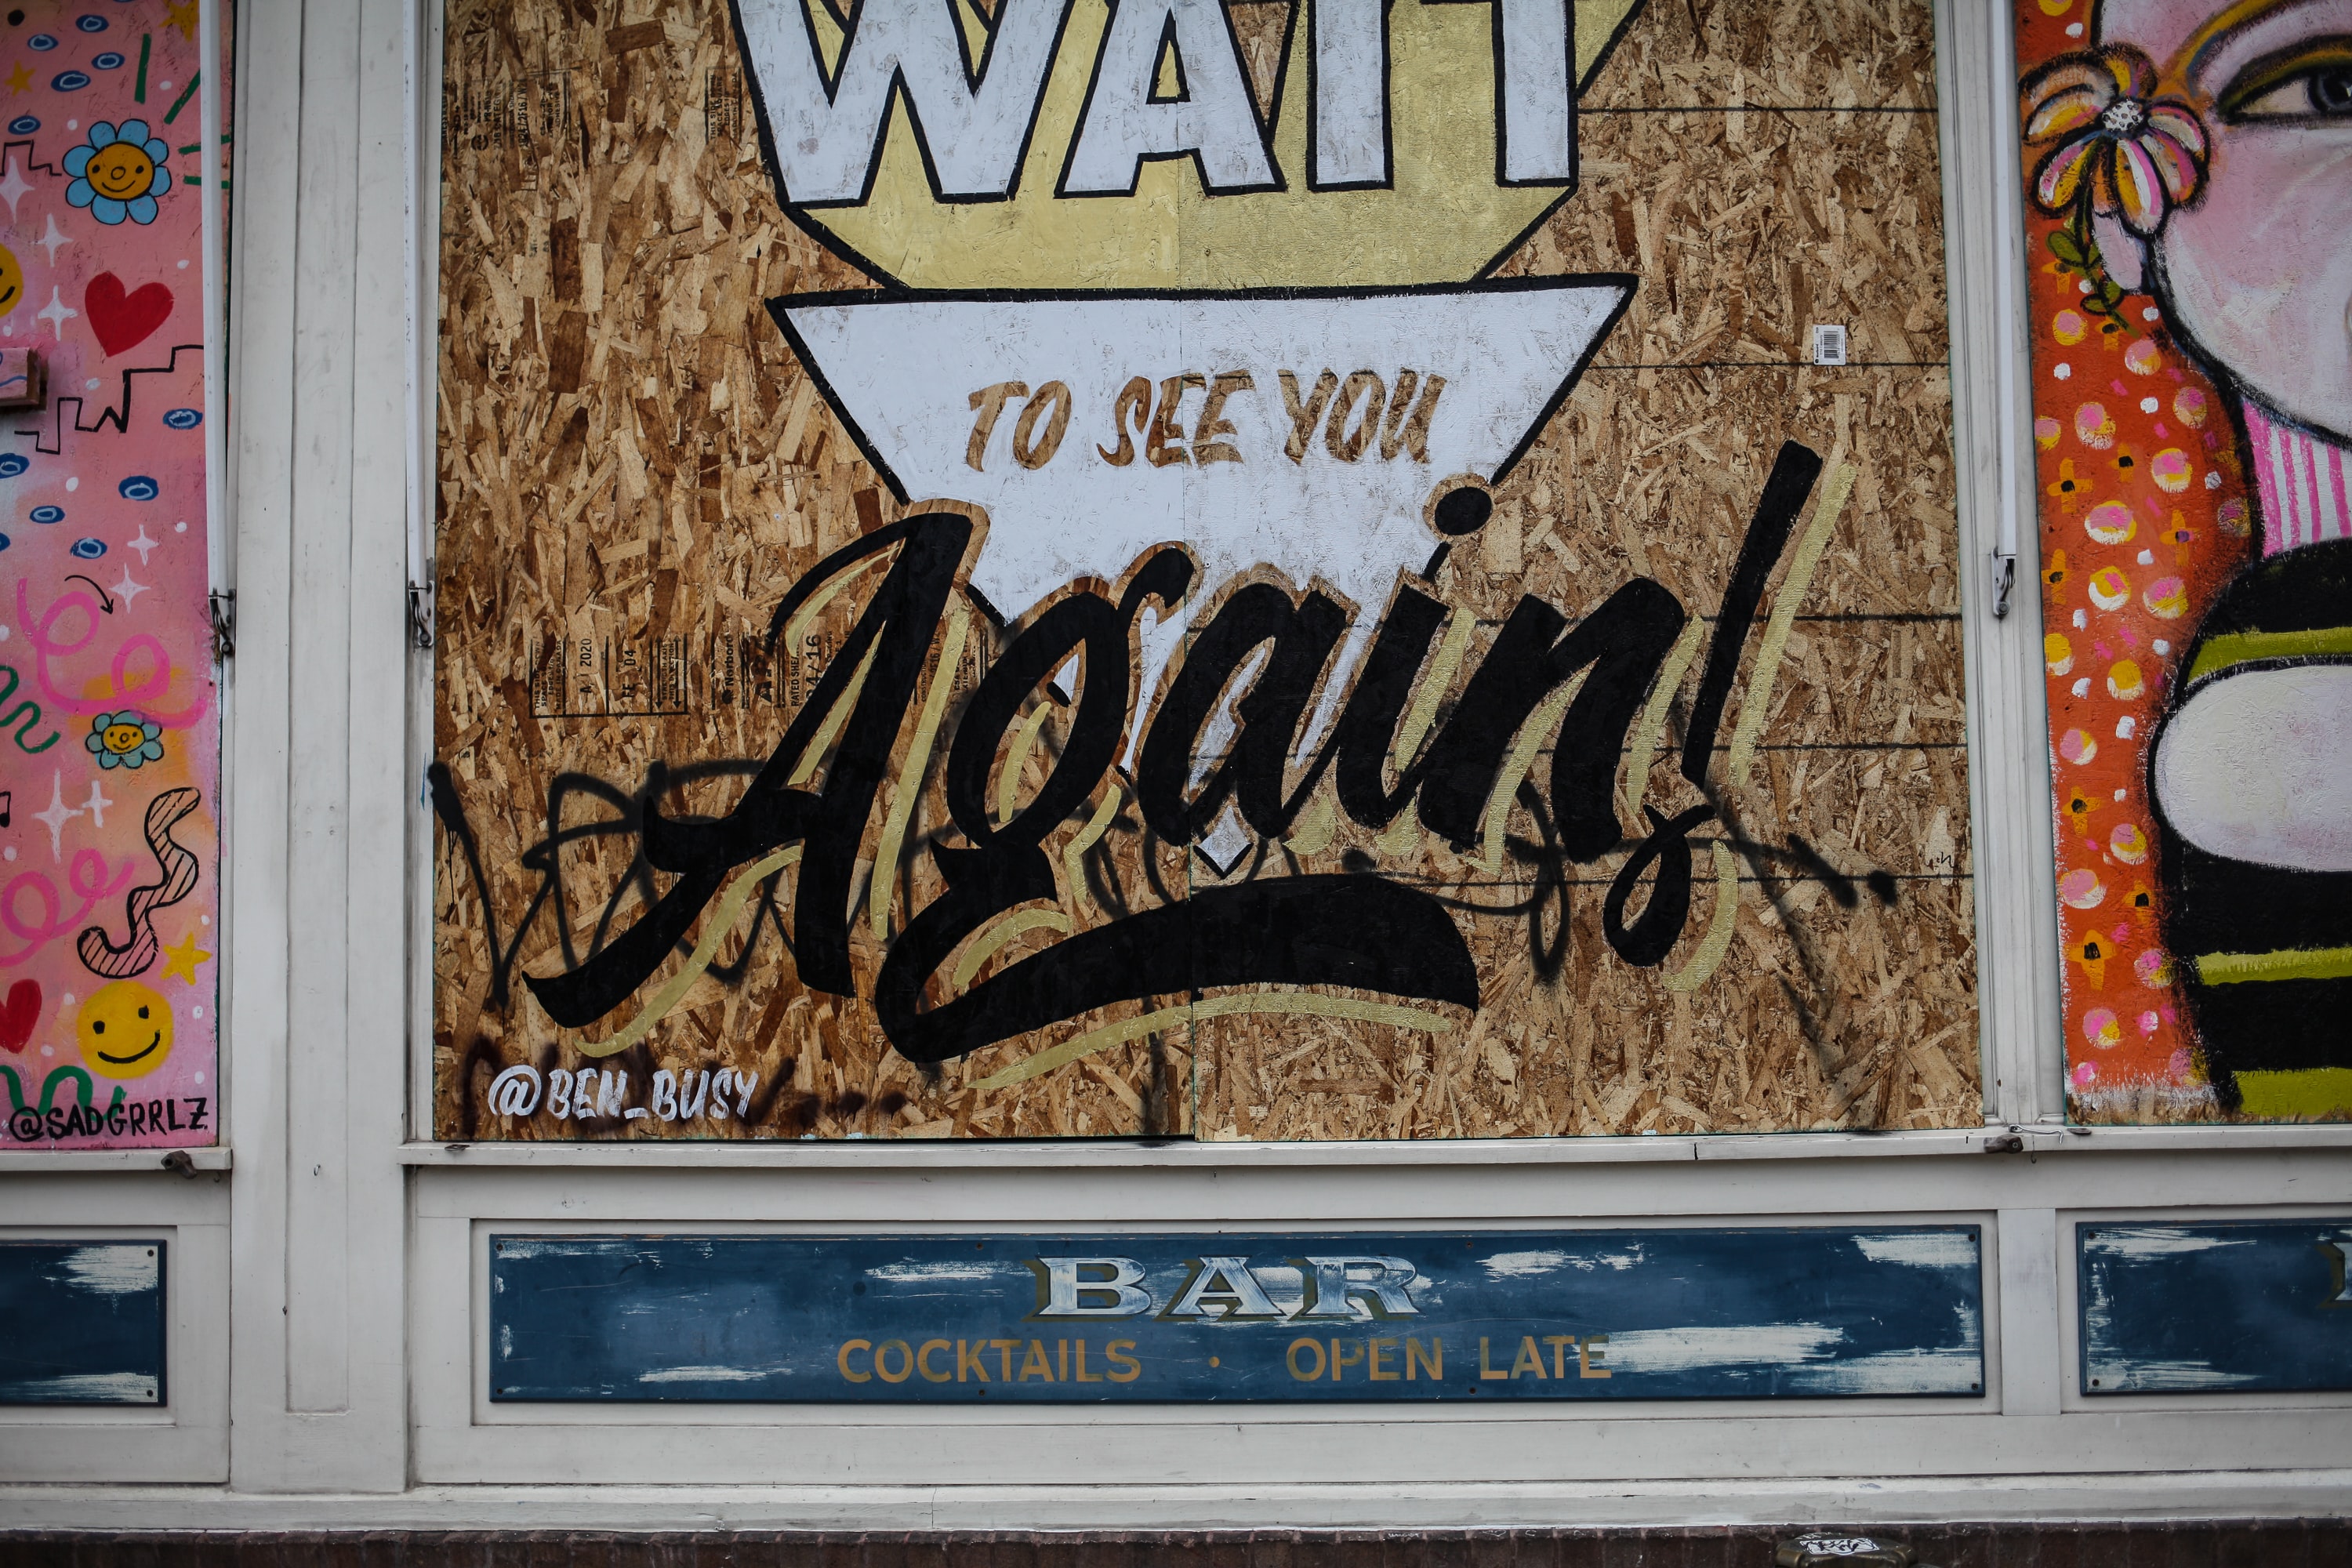 WAIT
TO SEE YOU
Again!
@BEN_BUSY
@SADGRRLZ
BAR
COCKTAILS · OPEN LATE